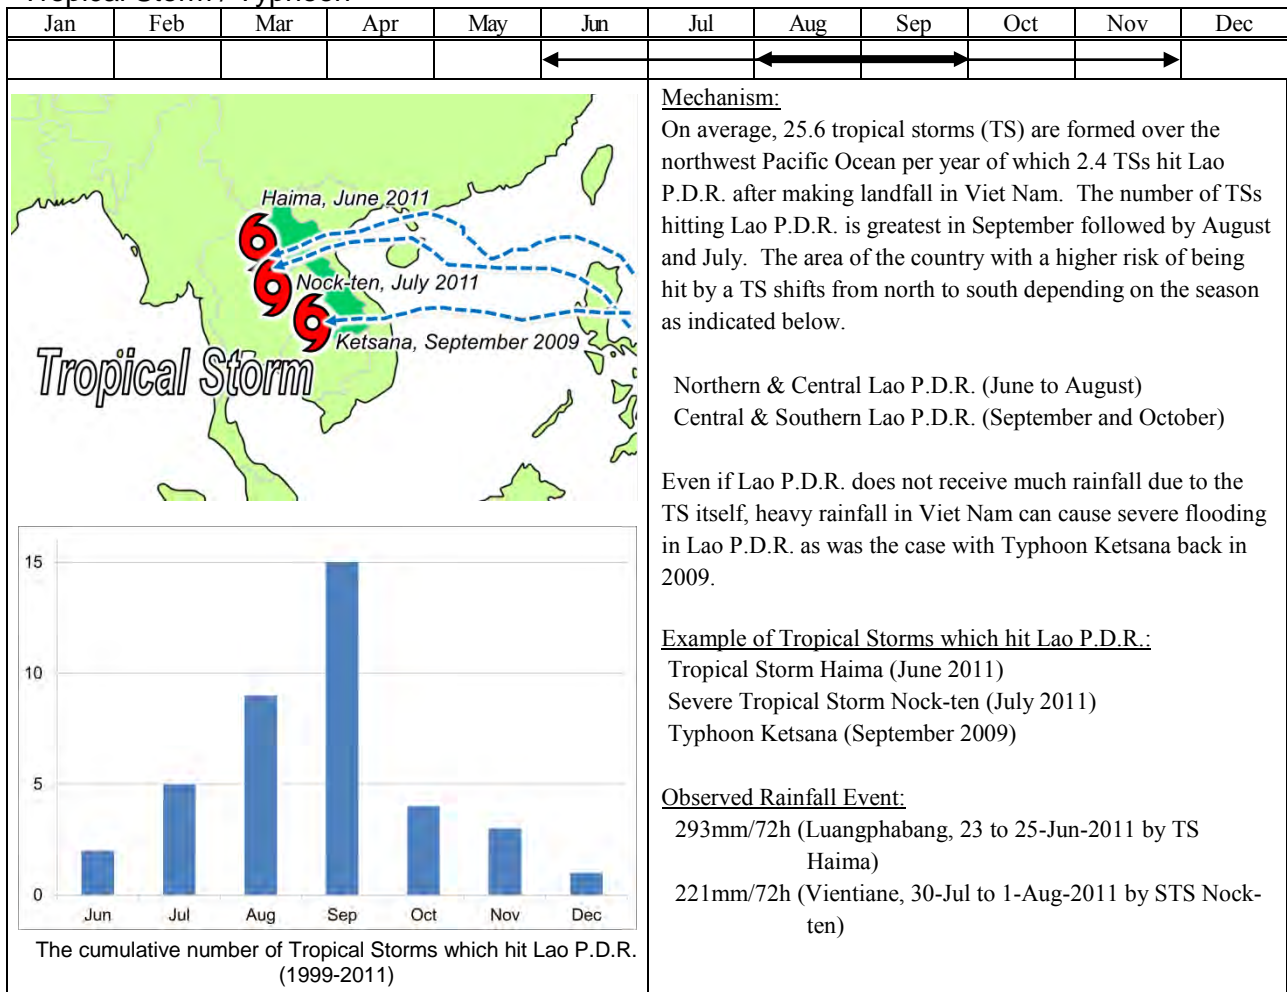 Tropical Storm / Typhoon
Jan Feb Mar Apr May Jun Jul Aug Sep Oct Nov Dec
Haima, June 2011
Nock-ten, July 2011
Ketsana, September 2009
Tropical Storm
15
10
5
0
Jun Jul Aug Sep Oct Nov Dec
The cumulative number of Tropical Storms which hit Lao P.D.R.
(1999-2011)
Mechanism:
On average, 25.6 tropical storms (TS) are formed over the
northwest Pacific Ocean per year of which 2.4 TSs hit Lao
P.D.R. after making landfall in Viet Nam. The number of TSs
hitting Lao P.D.R. is greatest in September followed by August
and July. The area of the country with a higher risk of being
hit by a TS shifts from north to south depending on the season
as indicated below.
Northern & Central Lao P.D.R. (June to August)
Central & Southern Lao P.D.R. (September and October)
Even if Lao P.D.R. does not receive much rainfall due to the
TS itself, heavy rainfall in Viet Nam can cause severe flooding
in Lao P.D.R. as was the case with Typhoon Ketsana back in
2009.
Example of Tropical Storms which hit Lao P.D.R.:
Tropical Storm Haima (June 2011)
Severe Tropical Storm Nock-ten (July 2011)
Typhoon Ketsana (September 2009)
Observed Rainfall Event:
293mm/72h (Luangphabang, 23 to 25-Jun-2011 by TS
Haima)
221mm/72h (Vientiane, 30-Jul to 1-Aug-2011 by STS Nock-
ten)